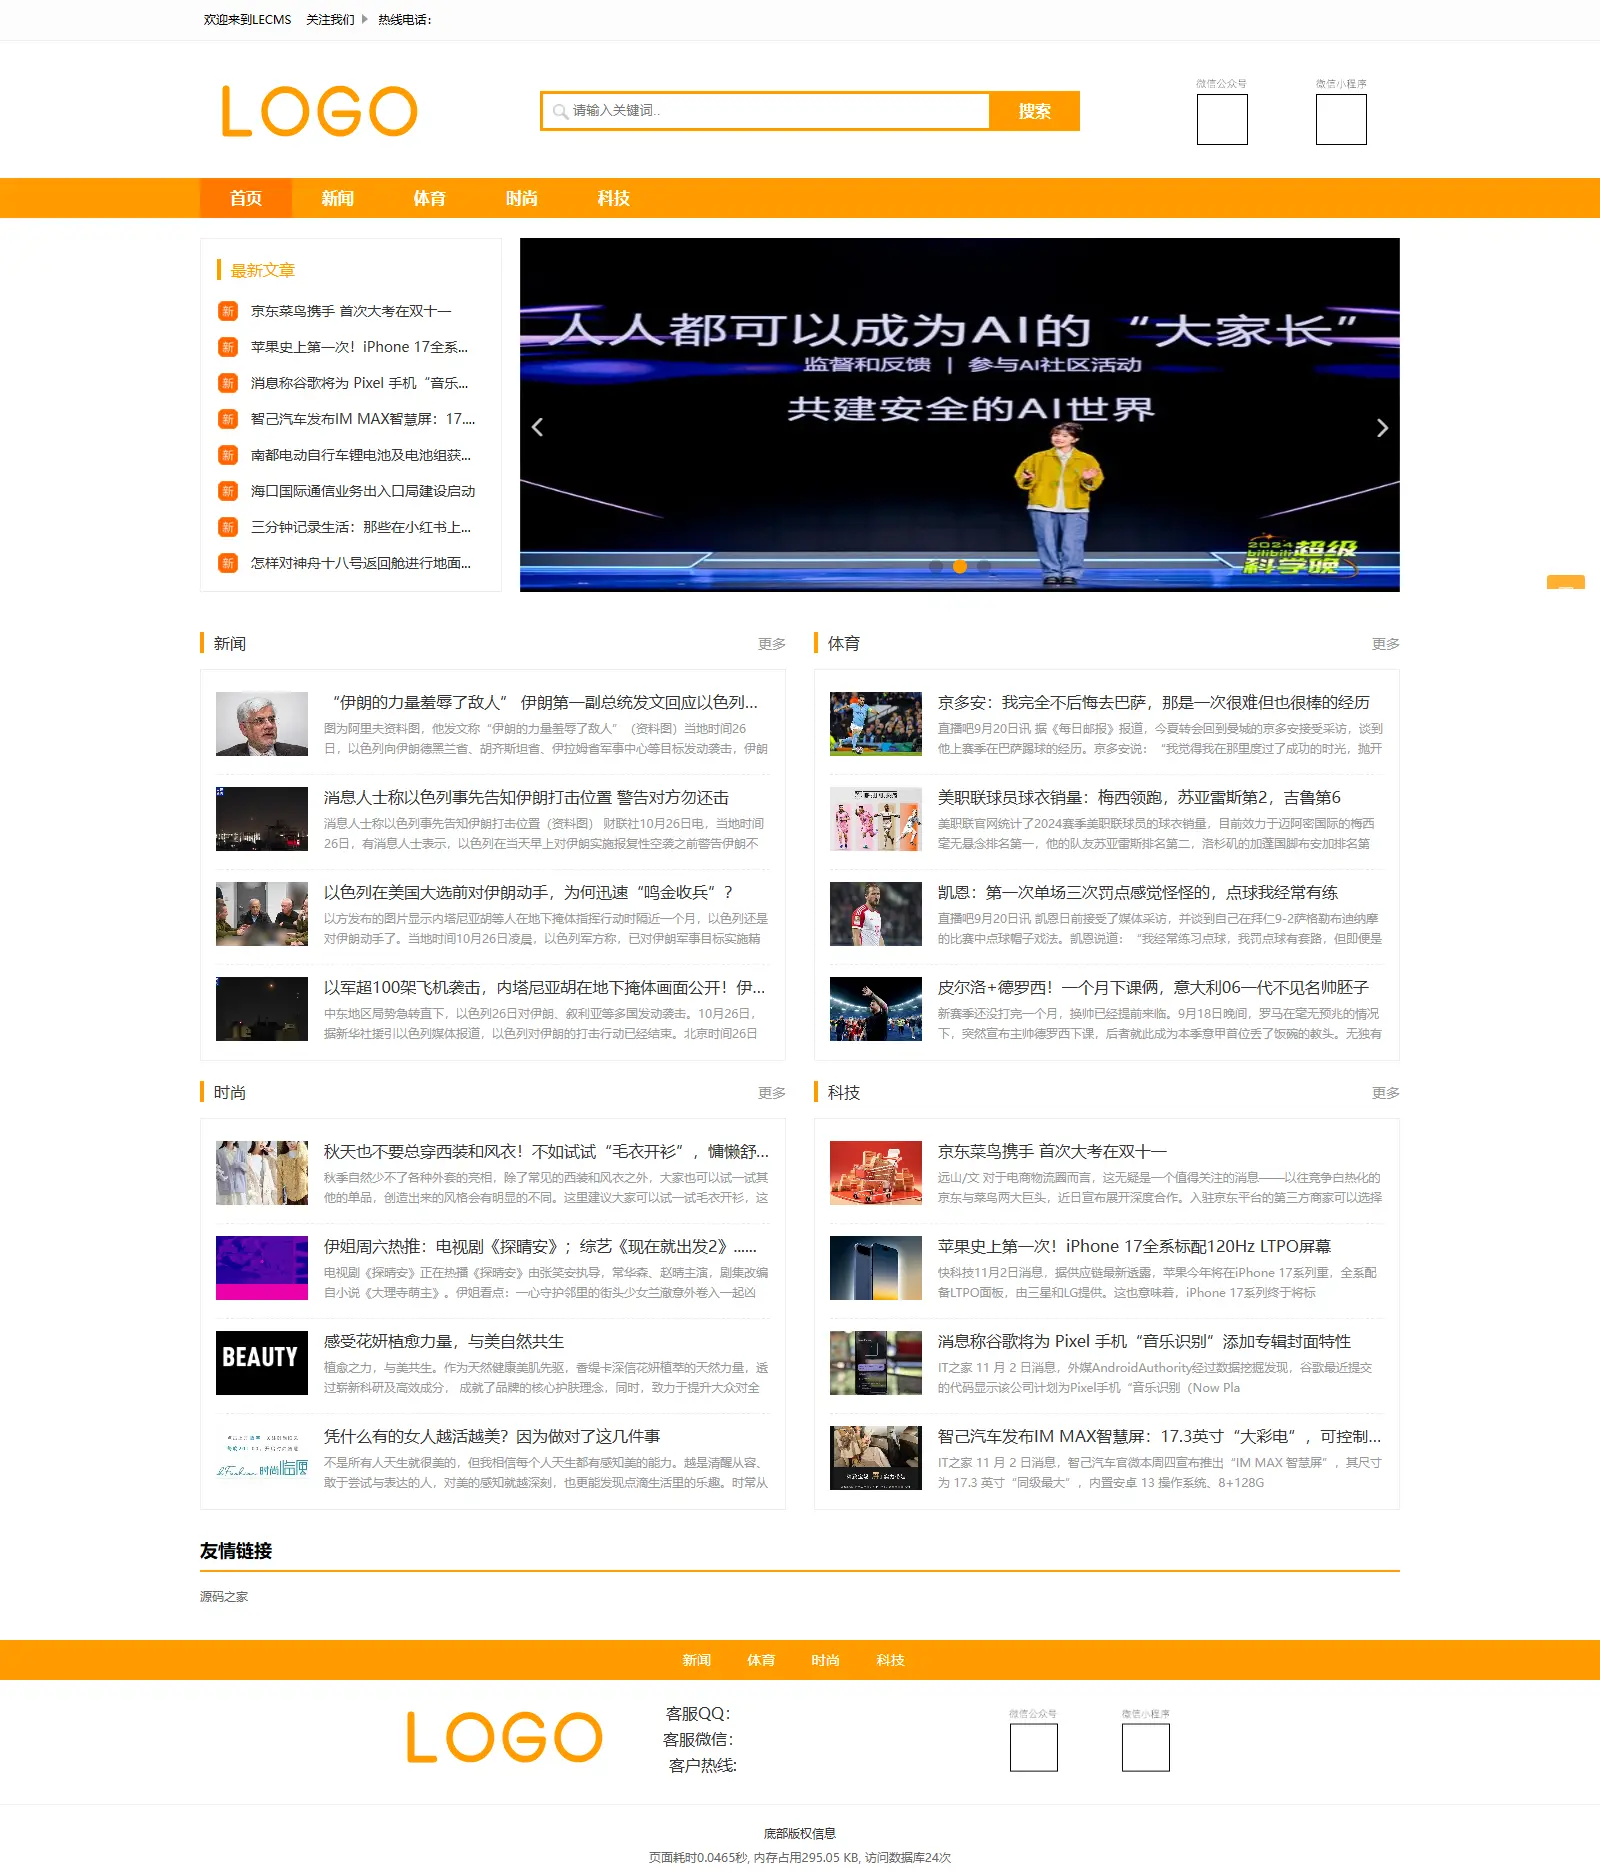 欢迎来到LECMS 关注我们 热线电话：
LOGO
请输入关键词..
搜索
微信公众号
微信小程序
首页 新闻 体育 时尚 科技
最新文章
新 京东菜鸟携手 首次大考在双十一
新 苹果史上第一次！iPhone 17全系...
新 消息称谷歌将为 Pixel 手机“音乐...
新 智己汽车发布IM MAX智慧屏：17....
新 南都电动自行车锂电池及电池组获...
新 海口国际通信业务出入口局建设启动
新 三分钟记录生活：那些在小红书上...
新 怎样对神舟十八号返回舱进行地面...
人人都可以成为AI的“大家长”
监督和反馈 | 参与AI社区活动
共建安全的AI世界
2024 超级
bilibili
科学晚
新闻
更多
“伊朗的力量羞辱了敌人” 伊朗第一副总统发文回应以色列...
图为阿里夫资料图，他发文称“伊朗的力量羞辱了敌人”（资料图）当地时间26
日，以色列向伊朗德黑兰省、胡齐斯坦省、伊拉姆省军事中心等目标发动袭击，伊朗
消息人士称以色列事先告知伊朗打击位置 警告对方勿还击
消息人士称以色列事先告知伊朗打击位置（资料图） 财联社10月26日电，当地时间
26日，有消息人士表示，以色列在当天早上对伊朗实施报复性空袭之前警告伊朗不
以色列在美国大选前对伊朗动手，为何迅速“鸣金收兵”？
以方发布的图片显示内塔尼亚胡等人在地下掩体指挥行动时隔近一个月，以色列还是
对伊朗动手了。当地时间10月26日凌晨，以色列军方称，已对伊朗军事目标实施精
以军超100架飞机袭击，内塔尼亚胡在地下掩体画面公开！伊...
中东地区局势急转直下，以色列26日对伊朗、叙利亚等多国发动袭击。10月26日，
据新华社援引以色列媒体报道，以色列对伊朗的打击行动已经结束。北京时间26日
体育
更多
京多安：我完全不后悔去巴萨，那是一次很难但也很棒的经历
直播吧9月20日讯 据《每日邮报》报道，今夏转会回到曼城的京多安接受采访，谈到
他上赛季在巴萨踢球的经历。京多安说：“我觉得我在那里度过了成功的时光，抛开
美职联球员球衣销量：梅西领跑，苏亚雷斯第2，吉鲁第6
美职联官网统计了2024赛季美职联球员的球衣销量，目前效力于迈阿密国际的梅西
毫无悬念排名第一，他的队友苏亚雷斯排名第二，洛杉矶的加蓬国脚布安加排名第
凯恩：第一次单场三次罚点感觉怪怪的，点球我经常有练
直播吧9月20日讯 凯恩日前接受了媒体采访，并谈到自己在拜仁9-2萨格勒布迪纳摩
的比赛中点球帽子戏法。凯恩说道：“我经常练习点球，我罚点球有套路，但即便是
皮尔洛+德罗西！一个月下课俩，意大利06一代不见名帅胚子
新赛季还没打完一个月，换帅已经提前来临。9月18日晚间，罗马在毫无预兆的情况
下，突然宣布主帅德罗西下课，后者就此成为本季意甲首位丢了饭碗的教头。无独有
时尚
更多
秋天也不要总穿西装和风衣！不如试试“毛衣开衫”，慵懒舒...
秋季自然少不了各种外套的亮相，除了常见的西装和风衣之外，大家也可以试一试其
他的单品，创造出来的风格会有明显的不同。这里建议大家可以试一试毛衣开衫，这
伊姐周六热推：电视剧《探晴安》；综艺《现在就出发2》......
电视剧《探晴安》正在热播《探晴安》由张笑安执导，常华森、赵晴主演，剧集改编
自小说《大理寺萌主》。伊姐看点：一心守护邻里的街头少女兰澈意外卷入一起凶
BEAUTY
感受花妍植愈力量，与美自然共生
植愈之力，与美共生。作为天然健康美肌先驱，香缇卡深信花妍植萃的天然力量，透
过崭新科研及高效成分， 成就了品牌的核心护肤理念，同时，致力于提升大众对全
时尚临风
凭什么有的女人越活越美？因为做对了这几件事
不是所有人天生就很美的，但我相信每个人天生都有感知美的能力。越是清醒从容、
敢于尝试与表达的人，对美的感知就越深刻，也更能发现点滴生活里的乐趣。时常从
科技
更多
京东菜鸟携手 首次大考在双十一
远山/文 对于电商物流圈而言，这无疑是一个值得关注的消息——以往竞争白热化的
京东与菜鸟两大巨头，近日宣布展开深度合作。入驻京东平台的第三方商家可以选择
苹果史上第一次！iPhone 17全系标配120Hz LTPO屏幕
快科技11月2日消息，据供应链最新透露，苹果今年将在iPhone 17系列重，全系配
备LTPO面板，由三星和LG提供。这也意味着，iPhone 17系列终于将标
消息称谷歌将为 Pixel 手机“音乐识别”添加专辑封面特性
IT之家 11 月 2 日消息，外媒AndroidAuthority经过数据挖掘发现，谷歌最近提交
的代码显示该公司计划为Pixel手机“音乐识别（Now Pla
智己汽车发布IM MAX智慧屏：17.3英寸“大彩电”，可控制...
IT之家 11 月 2 日消息，智己汽车官微本周四宣布推出“IM MAX 智慧屏”，其尺寸
为 17.3 英寸“同级最大”，内置安卓 13 操作系统、8+128G
友情链接
源码之家
新闻 体育 时尚 科技
LOGO
客服QQ：
客服微信：
客户热线:
微信公众号
微信小程序
底部版权信息
页面耗时0.0465秒, 内存占用295.05 KB, 访问数据库24次